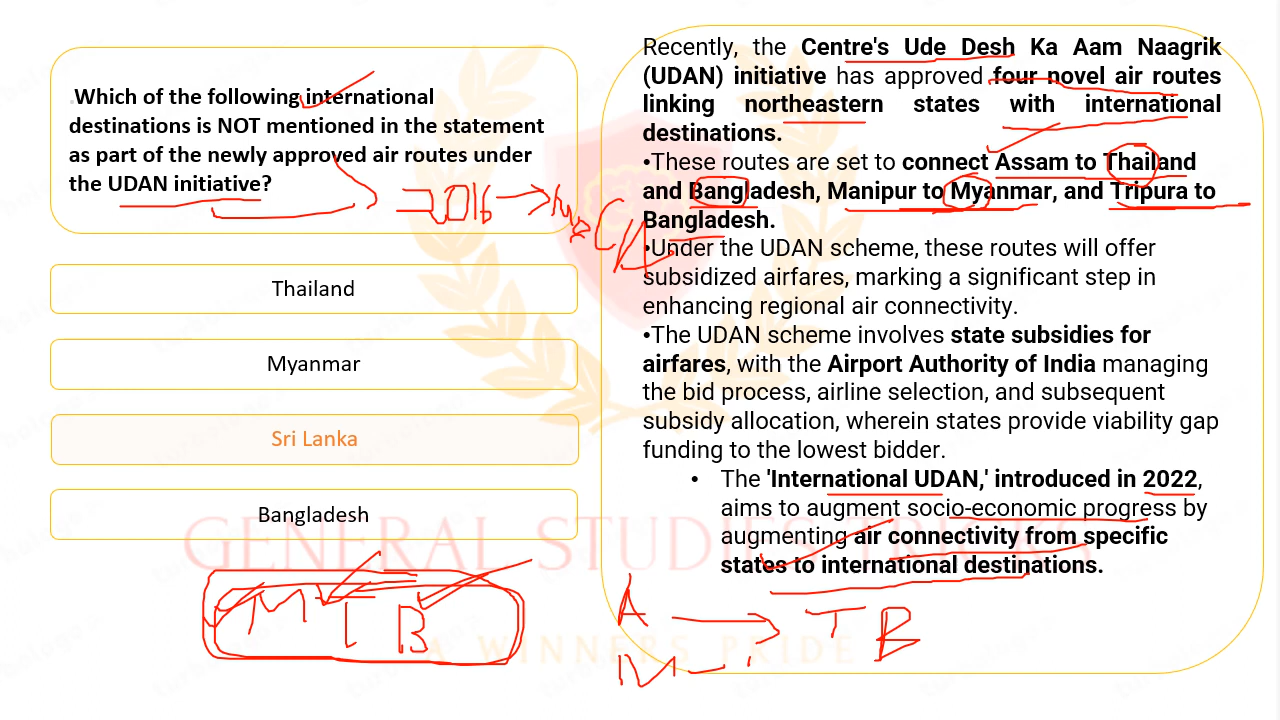 .Which of the following international
destinations is NOT mentioned in the statement
as part of the newly approved air routes under
the UDAN initiative?
2016
Thailand
Myanmar
Sri Lanka
Bangladesh
M T B
Recently, the Centre's Ude Desh Ka Aam Naagrik
(UDAN) initiative has approved four novel air routes
linking northeastern states with international
destinations.
•These routes are set to connect Assam to Thailand
and Bangladesh, Manipur to Myanmar, and Tripura to
Bangladesh.
•Under the UDAN scheme, these routes will offer
subsidized airfares, marking a significant step in
enhancing regional air connectivity.
•The UDAN scheme involves state subsidies for
airfares, with the Airport Authority of India managing
the bid process, airline selection, and subsequent
subsidy allocation, wherein states provide viability gap
funding to the lowest bidder.
• The 'International UDAN,' introduced in 2022,
aims to augment socio-economic progress by
augmenting air connectivity from specific
states to international destinations.
A → T B
M
GENERAL STUDIES TRICKS
A WINNERS PRIDE